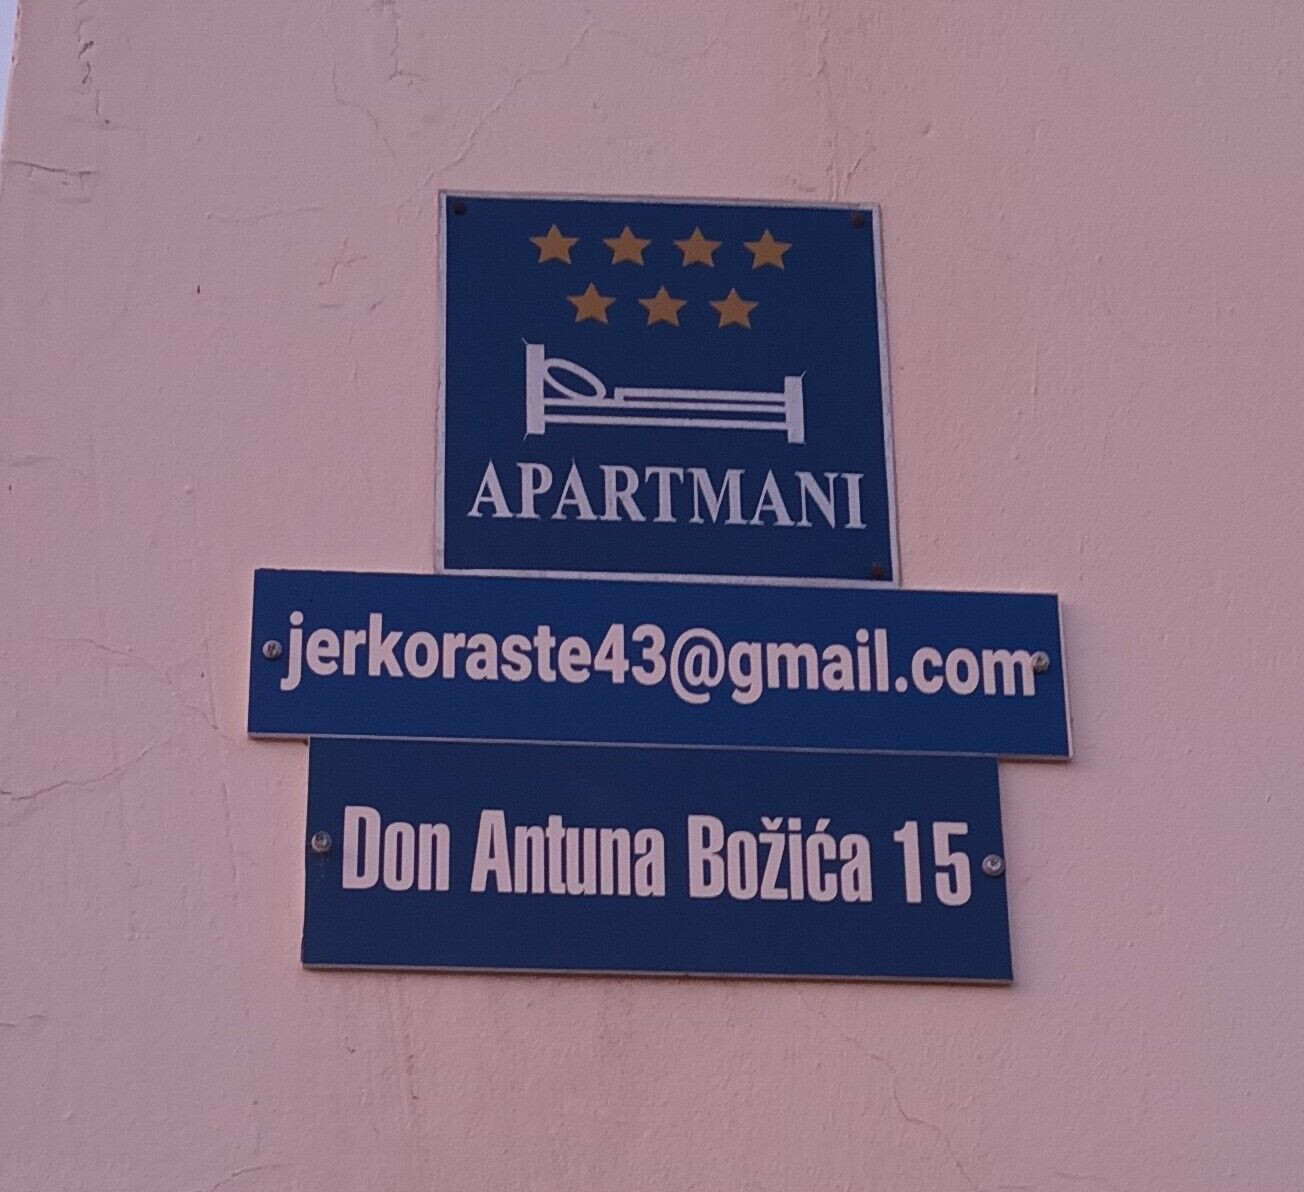 APARTMANI
jerkoraste43@gmail.com
Don Antuna Božića 15